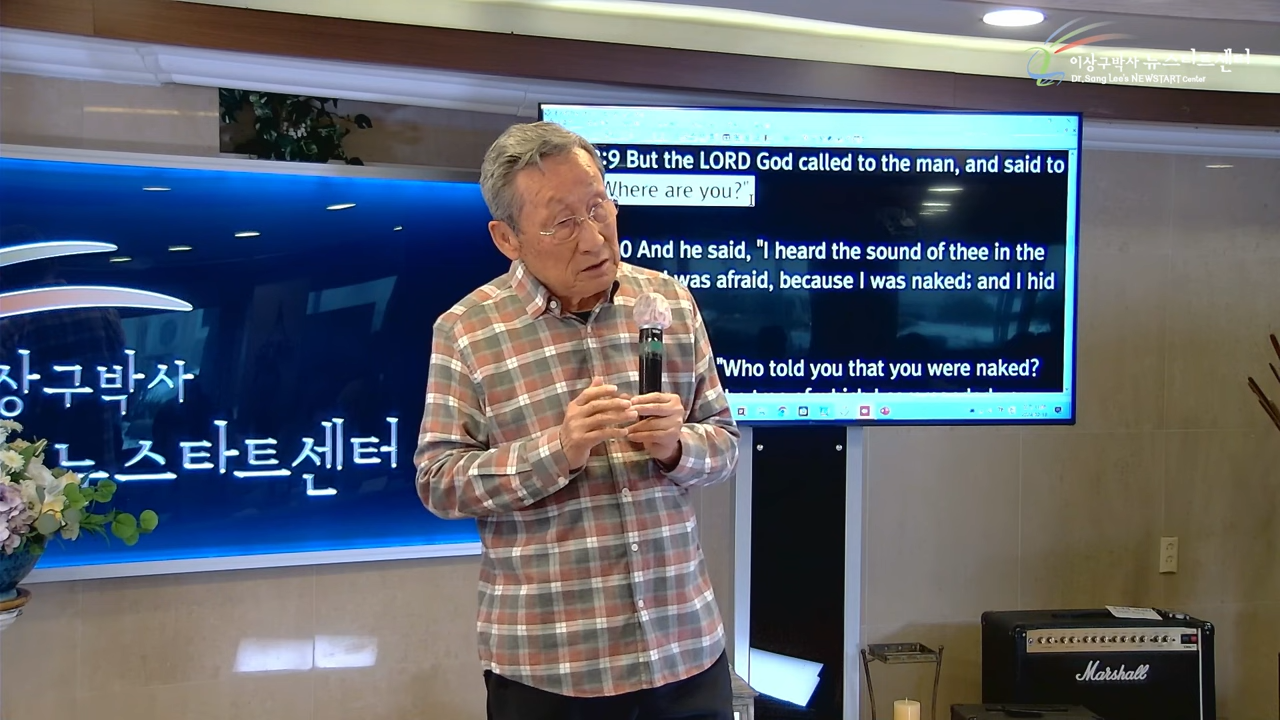 이상구박사 뉴스타트센터
Dr. Sang Lee's NEWSTART Center
:9 But the LORD God called to the man, and said to
Where are you?"
0 And he said, "I heard the sound of thee in the
was afraid, because I was naked; and I hid
"Who told you that you were naked?
상구박사
뉴스타트센터
Marshall